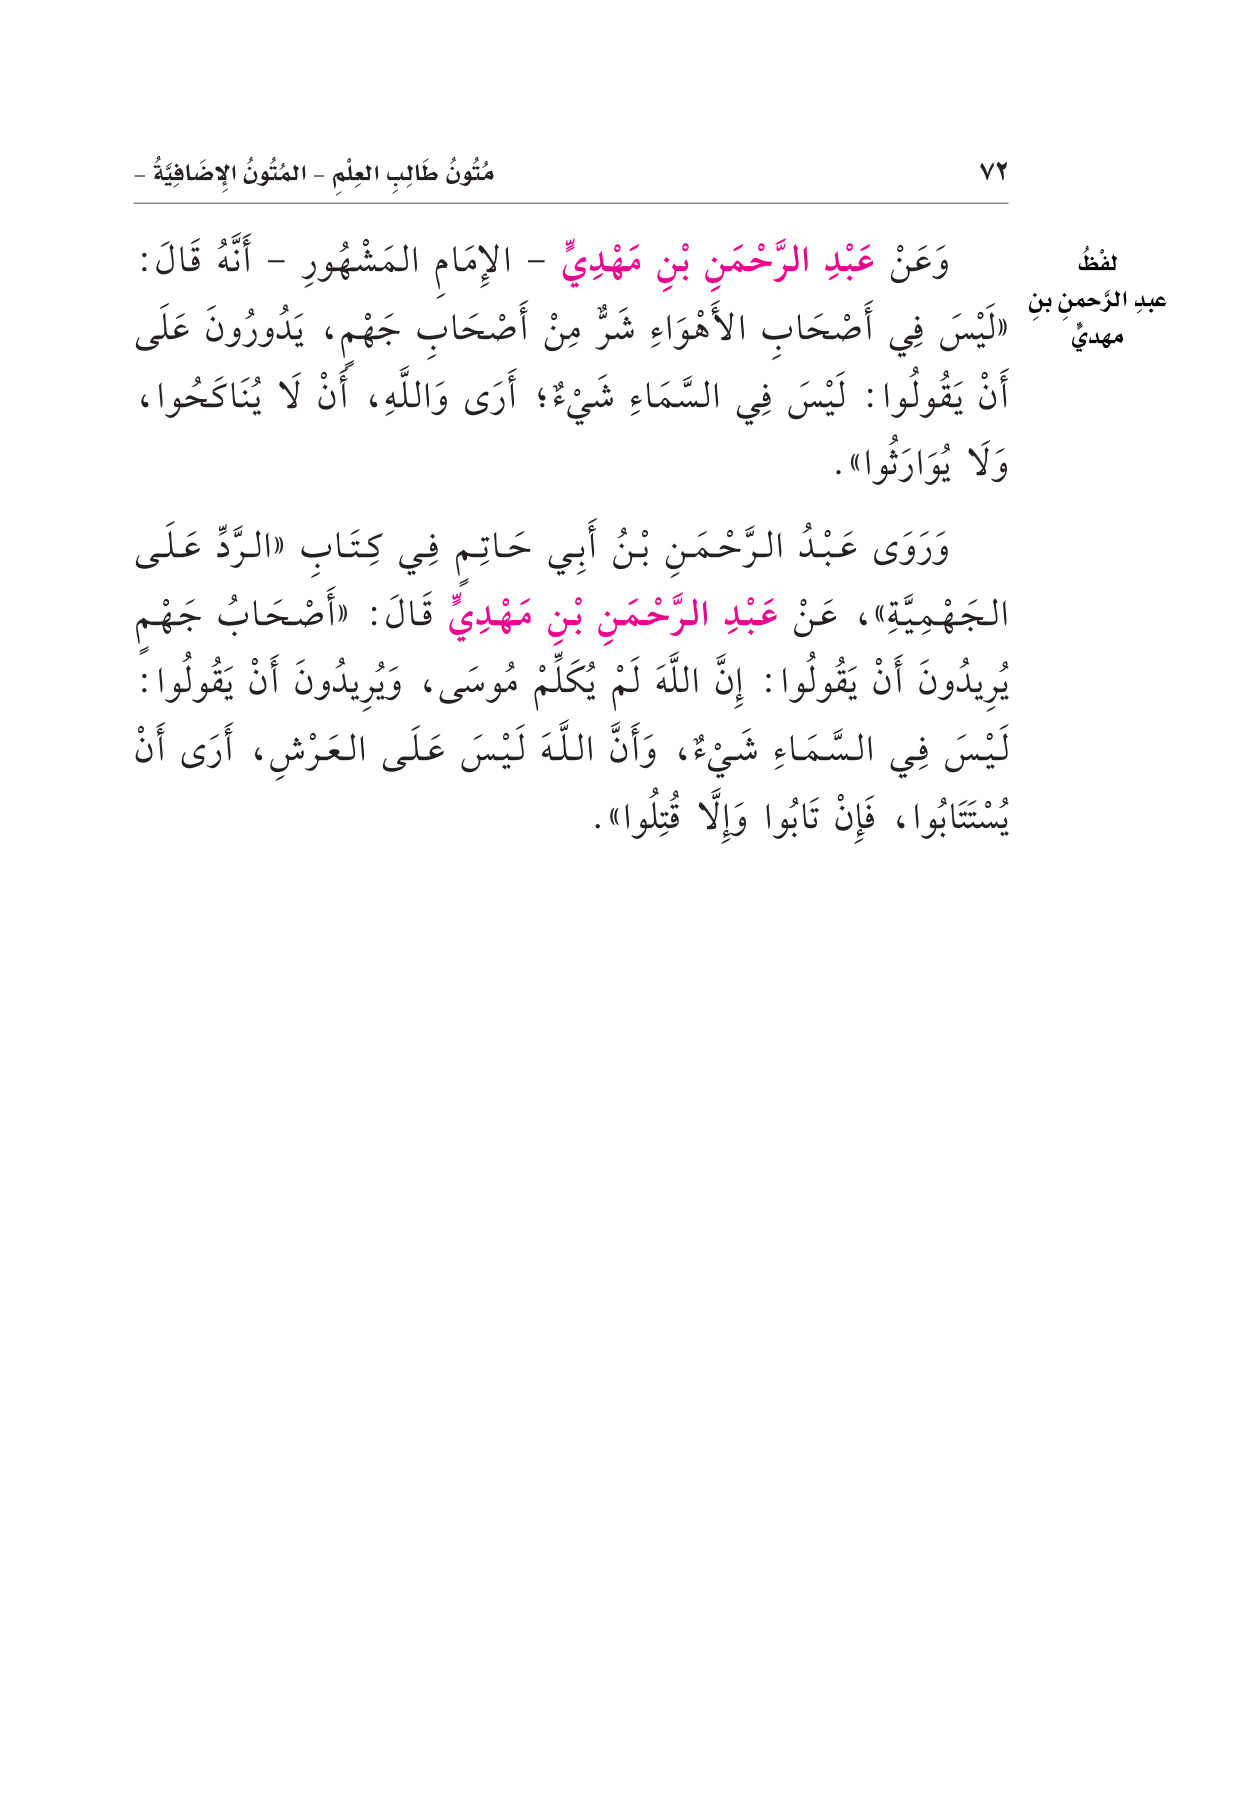 ٧٢
مُتُونُ طَالِبِ العِلْمِ – المُتُونُ الإِضَافِيَّةُ –
لفْظُ
عبدِ الرَّحمنِ بنِ
مهديٍّ
وَعَنْ عَبْدِ الرَّحْمَنِ بْنِ مَهْدِيٍّ – الإِمَامِ المَشْهُورِ – أَنَّهُ قَالَ:
«لَيْسَ فِي أَصْحَابِ الأَهْوَاءِ شَرٌّ مِنْ أَصْحَابِ جَهْمٍ، يَدُورُونَ عَلَى
أَنْ يَقُولُوا: لَيْسَ فِي السَّمَاءِ شَيْءٌ؛ أَرَى وَاللَّهِ، أَنْ لَا يُنَاكَحُوا،
وَلَا يُوَارَثُوا».
وَرَوَى عَبْدُ الرَّحْمَنِ بْنُ أَبِي حَاتِمٍ فِي كِتَابِ «الرَّدِّ عَلَى
الجَهْمِيَّةِ»، عَنْ عَبْدِ الرَّحْمَنِ بْنِ مَهْدِيٍّ قَالَ: «أَصْحَابُ جَهْمٍ
يُرِيدُونَ أَنْ يَقُولُوا: إِنَّ اللَّهَ لَمْ يُكَلِّمْ مُوسَى، وَيُرِيدُونَ أَنْ يَقُولُوا:
لَيْسَ فِي السَّمَاءِ شَيْءٌ، وَأَنَّ اللَّهَ لَيْسَ عَلَى العَرْشِ، أَرَى أَنْ
يُسْتَتَابُوا، فَإِنْ تَابُوا وَإِلَّا قُتِلُوا».